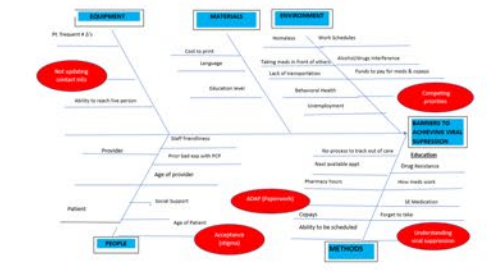 EQUIPMENT
MATERIALS
ENVIRONMENT
Pt. frequent # Δ's
Homeless
Work Schedules
Not updating
contact info
Cost to print
Language
Education level
Taking meds in front of others
Alcohol/drugs interference
Lack of transportation
Funds to pay for meds & copays
Behavioral Health
Unemployment
Competing
priorities
Ability to reach live person
BARRIERS TO
ACHIEVING VIRAL
Staff friendliness
Provider
Prior bad exp with PCP
Age of provider
No process to track out of care
Education
Next available appt
Drug Resistance
Pharmacy hours
How meds work
ADAP (Paperwork)
SE Medication
Social Support
Patient
Age of Patient
Copays
Forget to take
Ability to be scheduled
Acceptance
(stigma)
Understanding
viral suppression
PEOPLE
METHODS